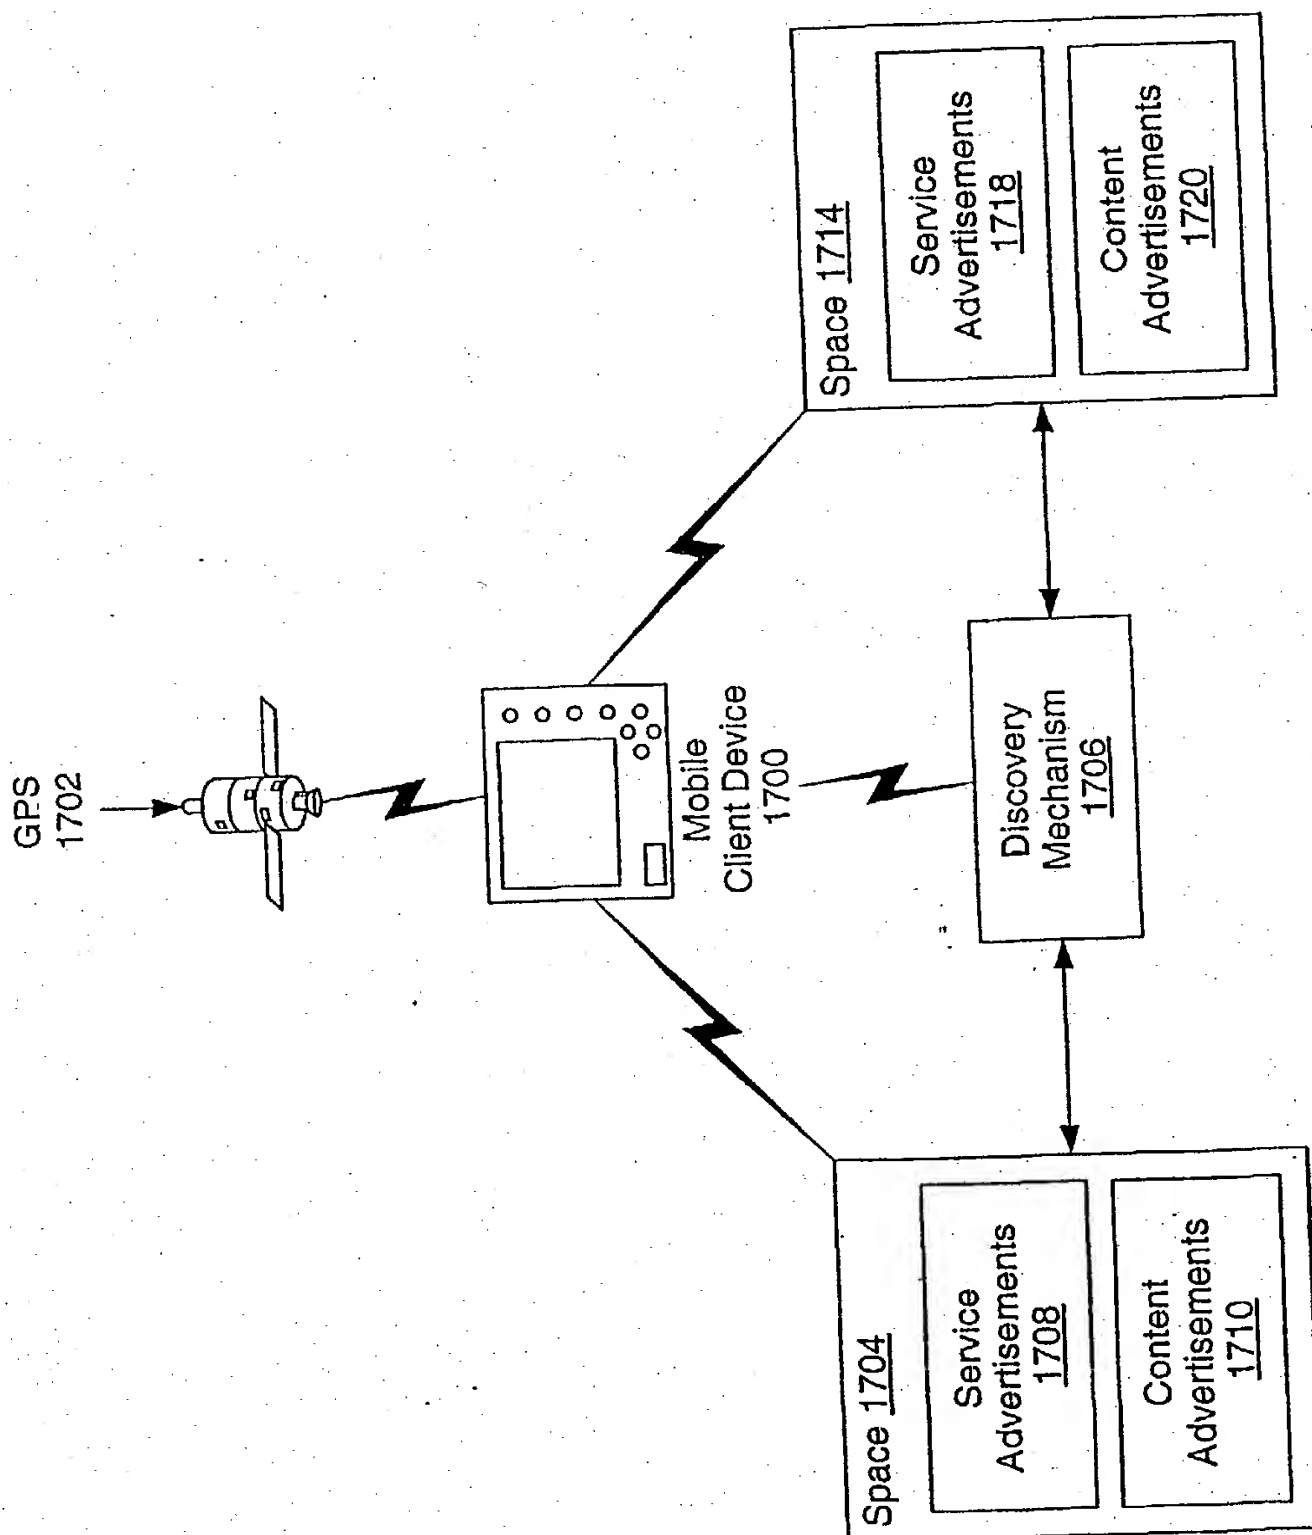 GPS
1702
Mobile
Client Device
1700
Discovery
Mechanism
1706
Space 1704
Service
Advertisements
1708
Content
Advertisements
1710
Space 1714
Service
Advertisements
1718
Content
Advertisements
1720